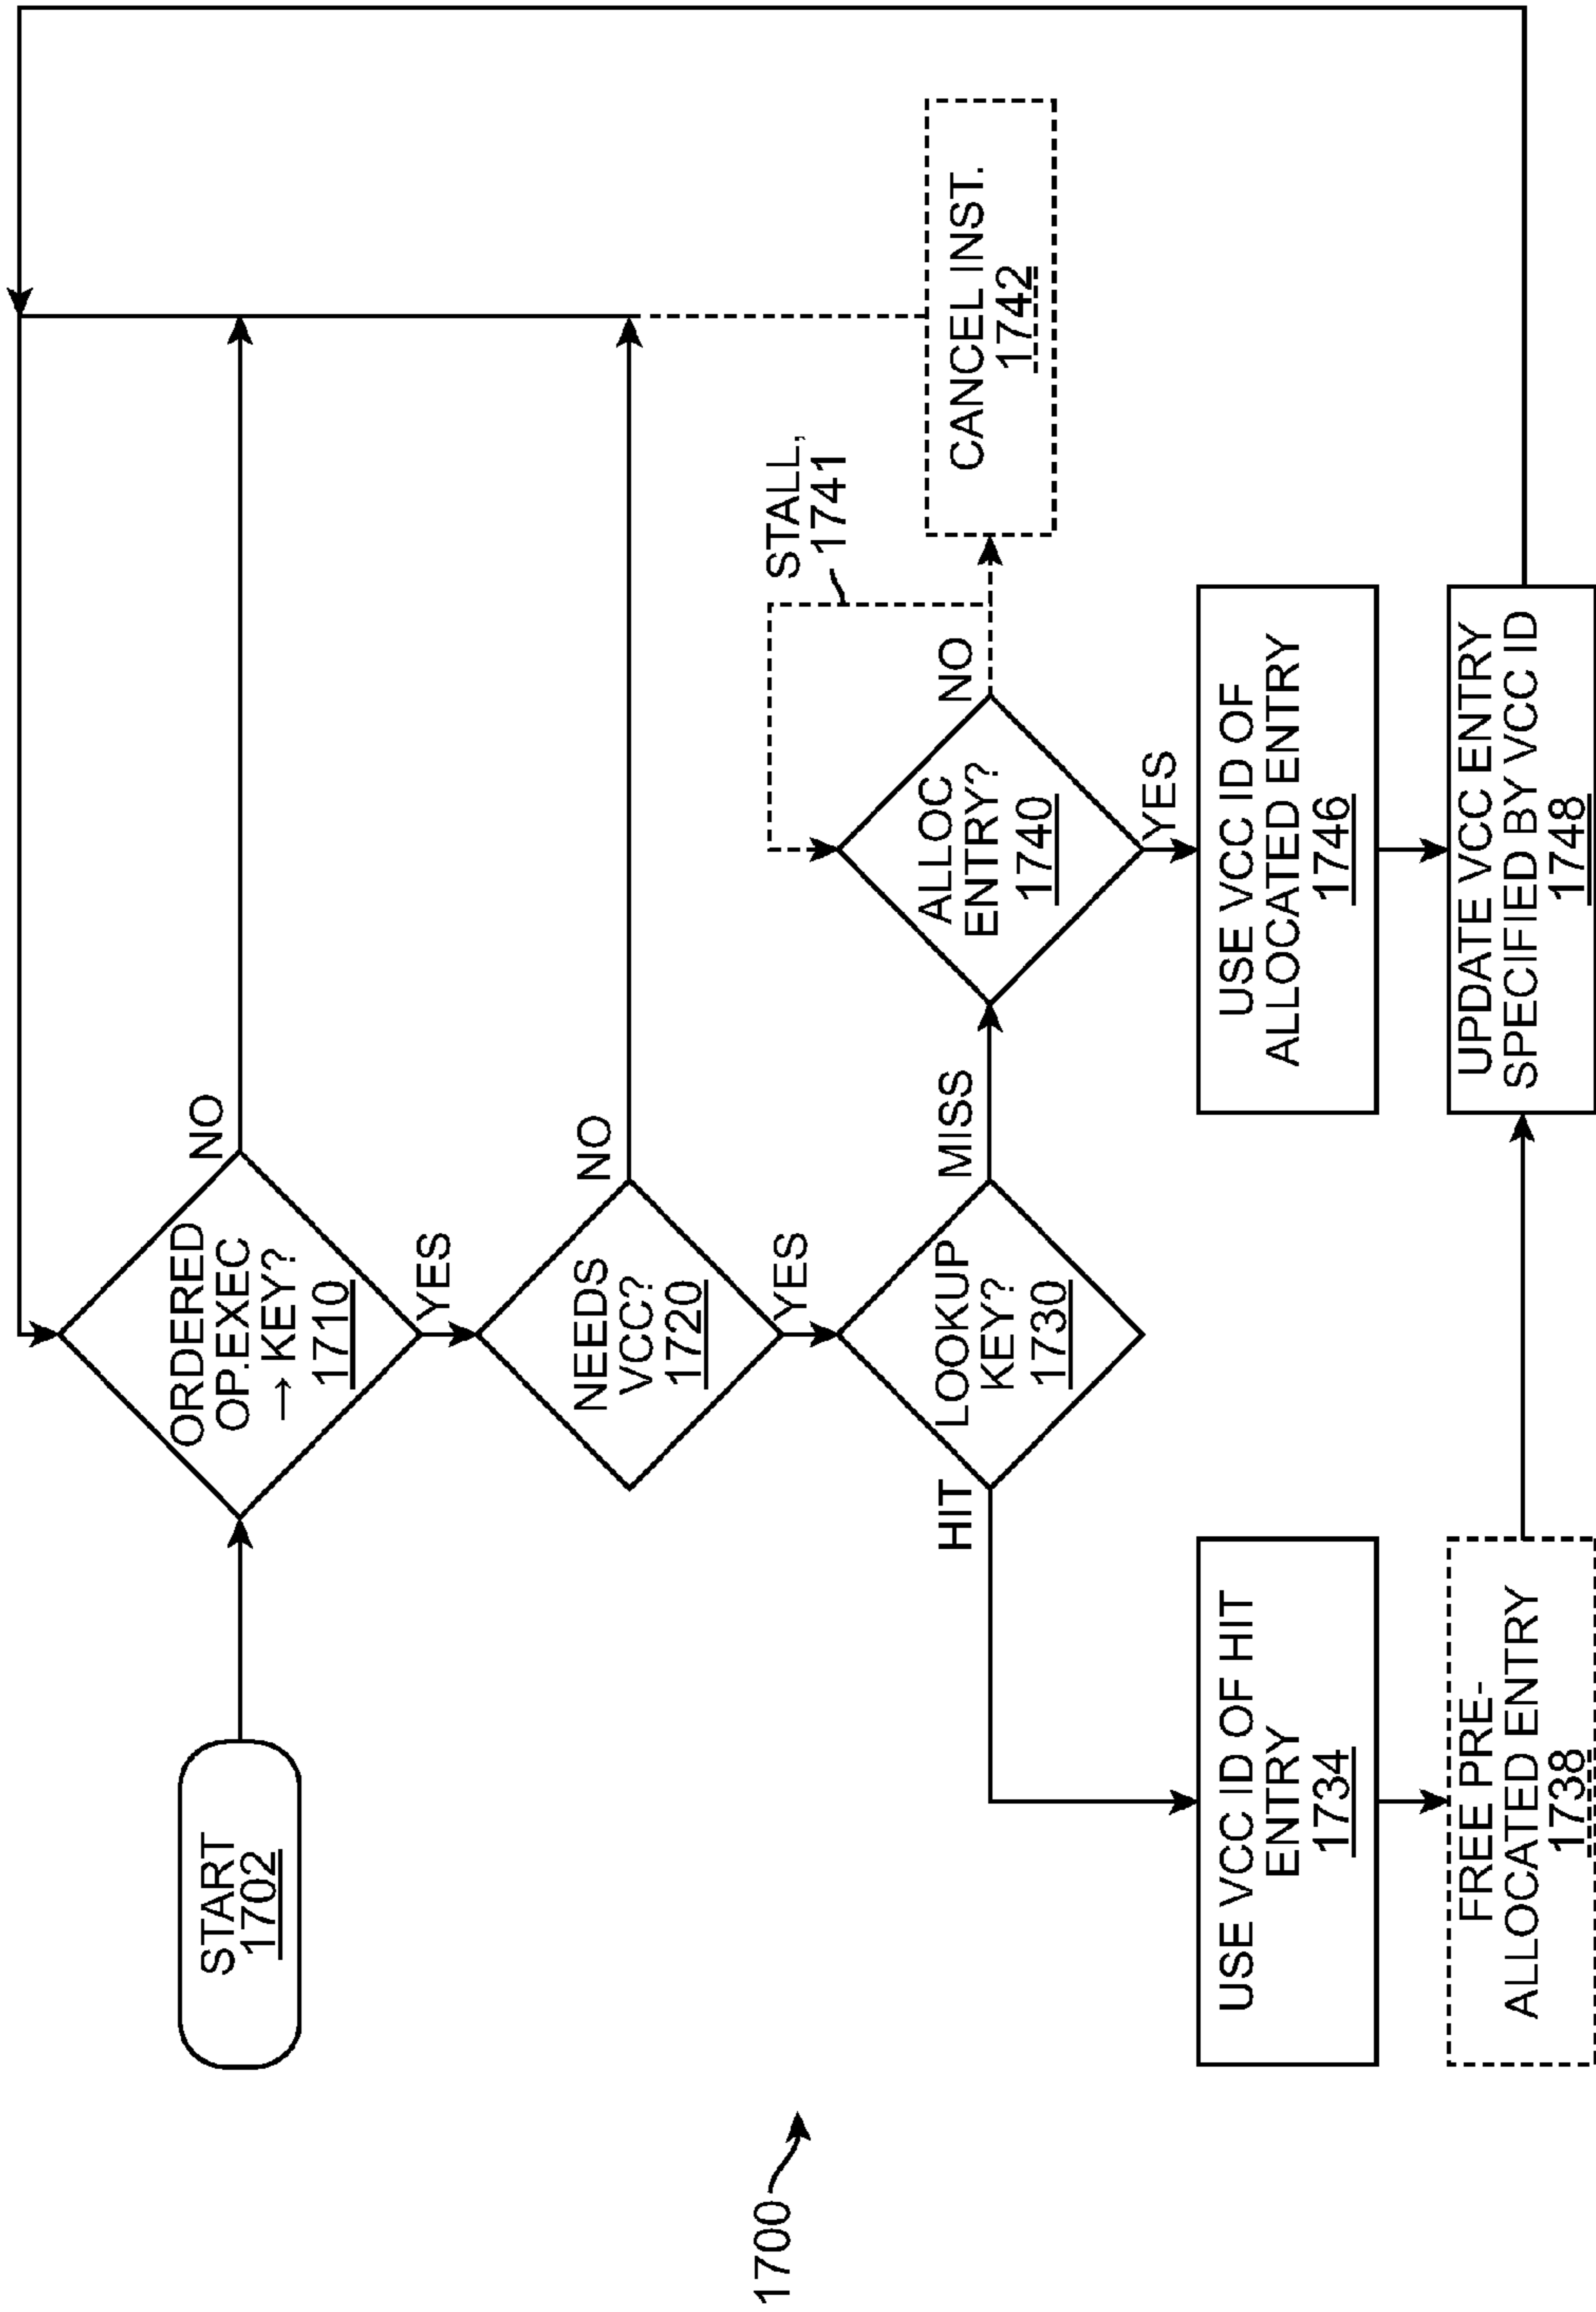 1700
START
1702
ORDERED
OP.EXEC
→ KEY?
1710
NO
YES
NEEDS
VCC?
1720
NO
YES
LOOKUP
KEY?
1730
HIT
MISS
ALLOC
ENTRY?
1740
NO
YES
STALL,
1741
CANCEL INST.
1742
USE VCC ID OF HIT
ENTRY
1734
USE VCC ID OF
ALLOCATED ENTRY
1746
FREE PRE-
ALLOCATED ENTRY
1738
UPDATE VCC ENTRY
SPECIFIED BY VCC ID
1748